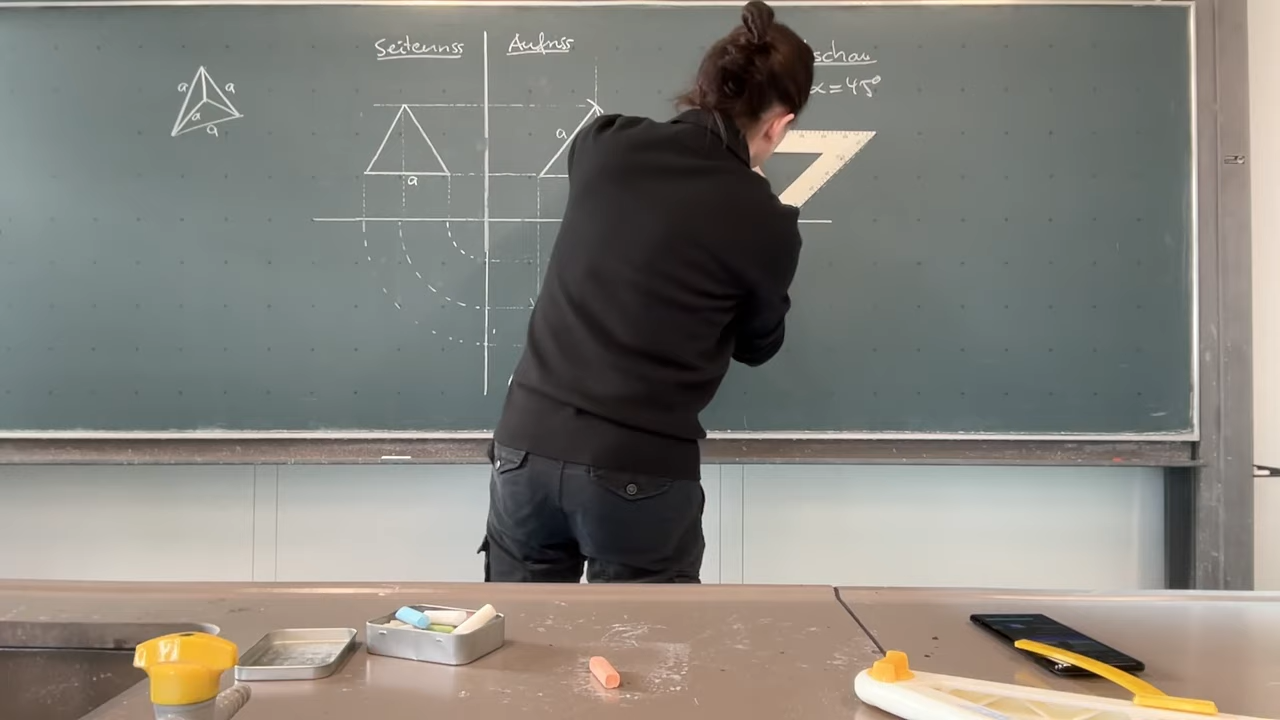 a a
a
a
Seitenriss Aufriss
schau
α = 45°
a
a